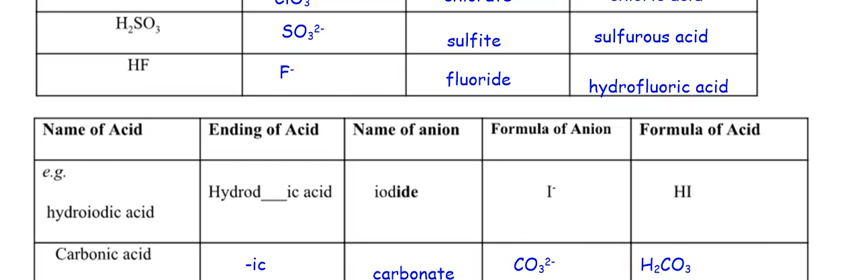 H₂SO₃ SO₃²⁻ sulfite sulfurous acid
HF F⁻ fluoride hydrofluoric acid
Name of Acid Ending of Acid Name of anion Formula of Anion Formula of Acid
e.g.
hydroiodic acid Hydrod___ic acid iodide I⁻ HI
Carbonic acid -ic carbonate CO₃²⁻ H₂CO₃